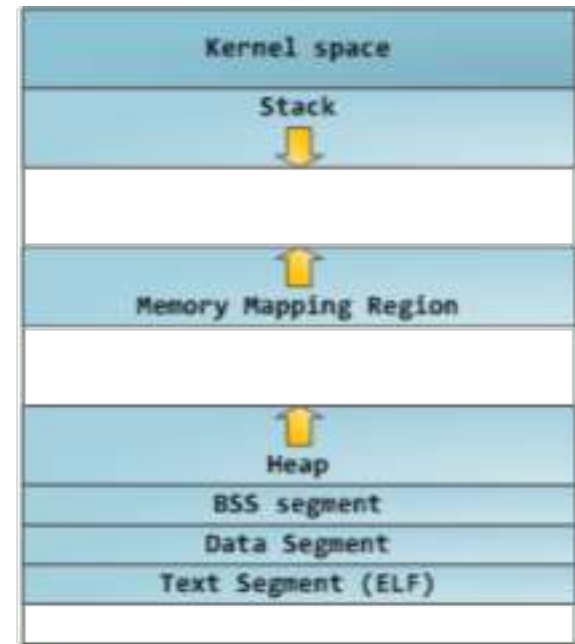 Kernel space
Stack
Memory Mapping Region
Heap
BSS segment
Data Segment
Text Segment (ELF)